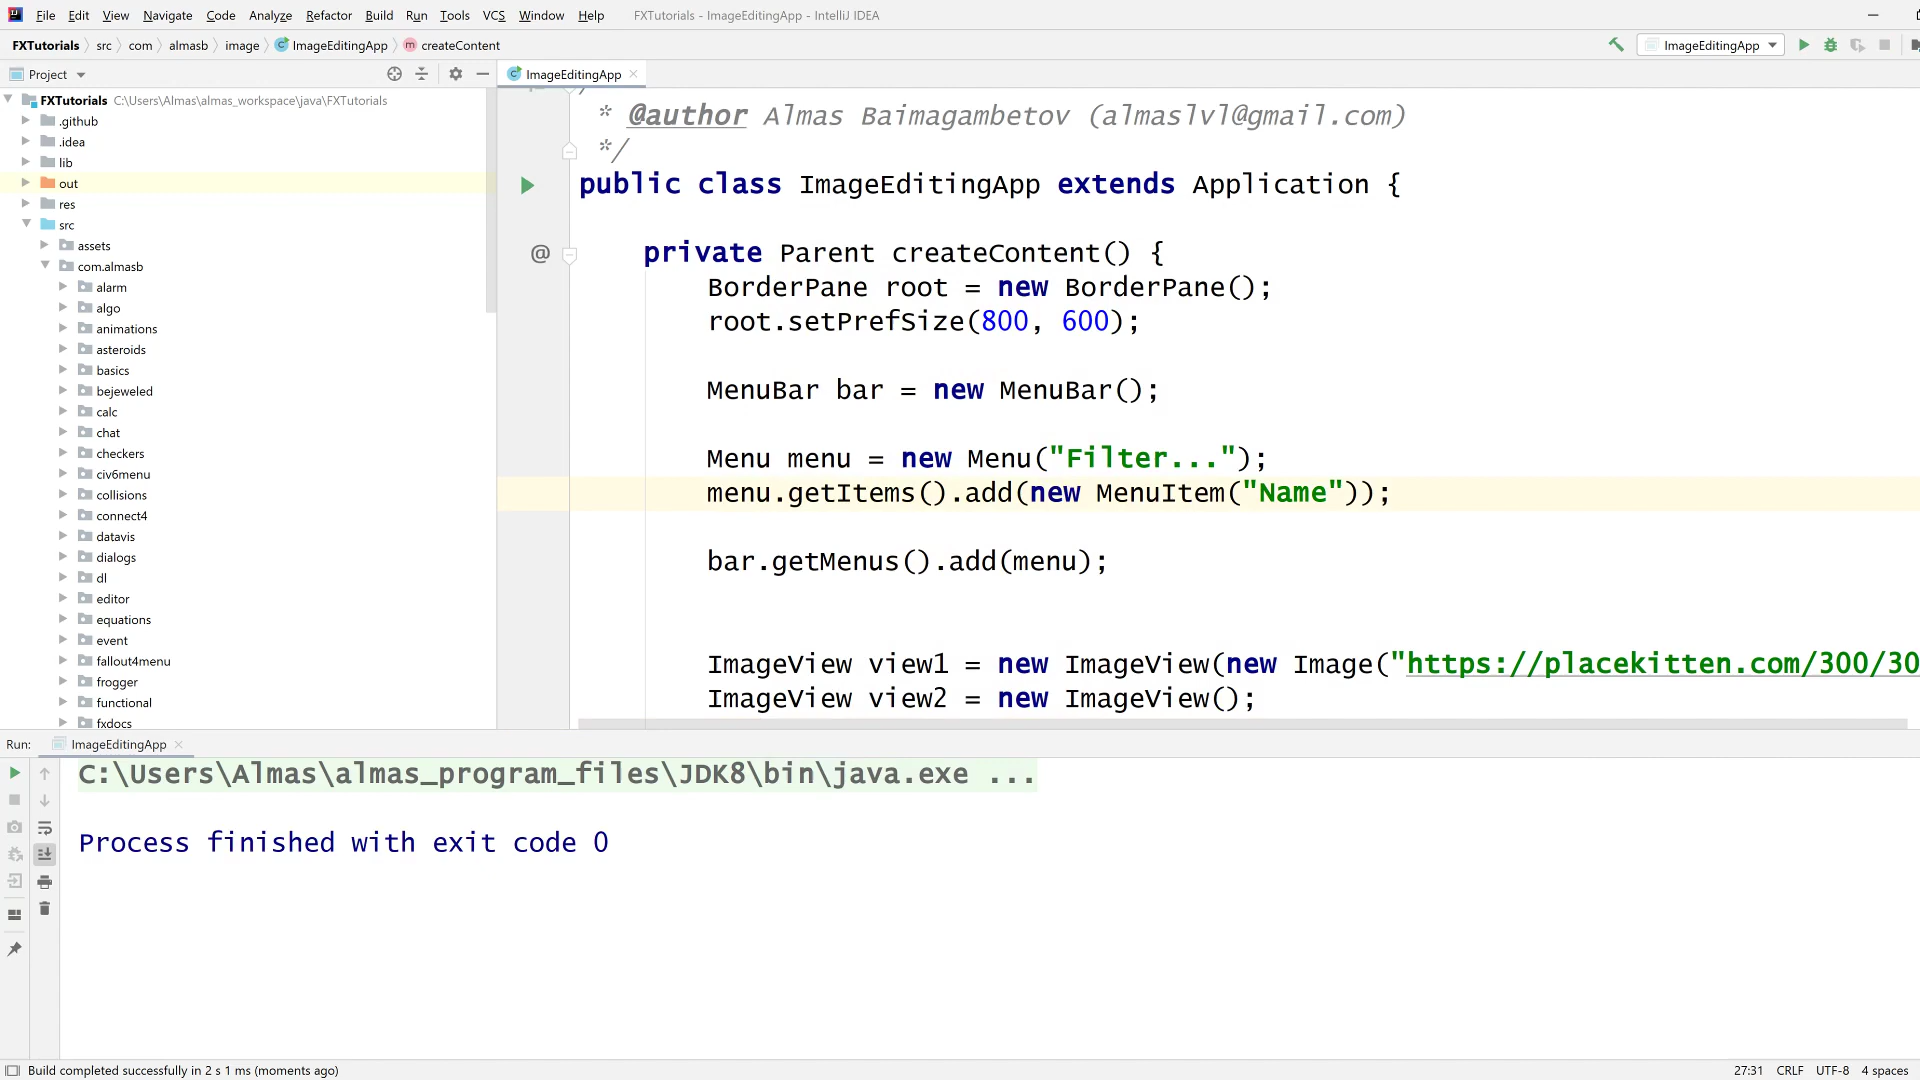 File Edit View Navigate Code Analyze Refactor Build Run Tools VCS Window Help FXTutorials - ImageEditingApp - IntelliJ IDEA
FXTutorials src com almasb image ImageEditingApp createContent ImageEditingApp
Project ImageEditingApp
FXTutorials C:\Users\Almas\almas_workspace\java\FXTutorials
.github
.idea
lib
out
res
src
assets
com.almasb
alarm
algo
animations
asteroids
basics
bejeweled
calc
chat
checkers
civ6menu
collisions
connect4
datavis
dialogs
dl
editor
equations
event
fallout4menu
frogger
functional
fxdocs
* @author Almas Baimagambetov (almaslvl@gmail.com)
*/
public class ImageEditingApp extends Application {
private Parent createContent() {
BorderPane root = new BorderPane();
root.setPrefSize(800, 600);
MenuBar bar = new MenuBar();
Menu menu = new Menu("Filter...");
menu.getItems().add(new MenuItem("Name"));
bar.getMenus().add(menu);
ImageView view1 = new ImageView(new Image("https://placekitten.com/300/30
ImageView view2 = new ImageView();
Run: ImageEditingApp
C:\Users\Almas\almas_program_files\JDK8\bin\java.exe ...
Process finished with exit code 0
Build completed successfully in 2 s 1 ms (moments ago) 27:31 CRLF UTF-8 4 spaces